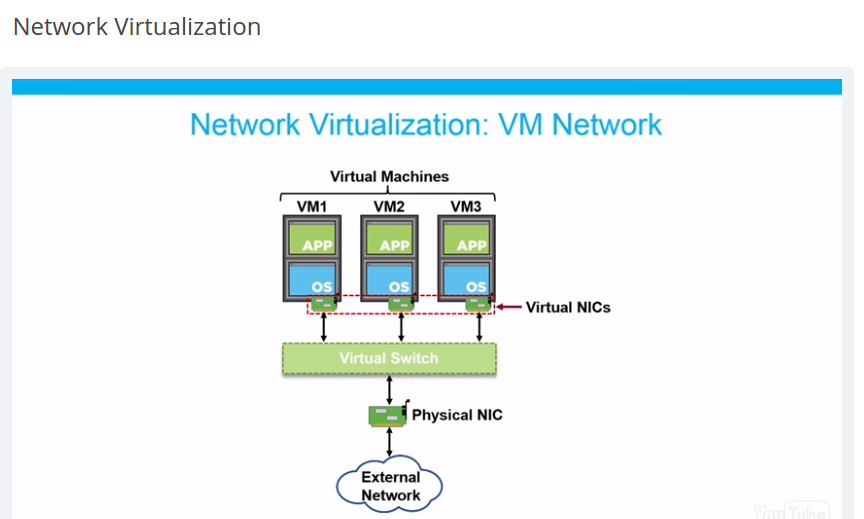 Network Virtualization
Network Virtualization: VM Network
Virtual Machines
VM1 VM2 VM3
APP APP APP
OS OS OS
Virtual NICs
Virtual Switch
Physical NIC
External
Network
YouTube